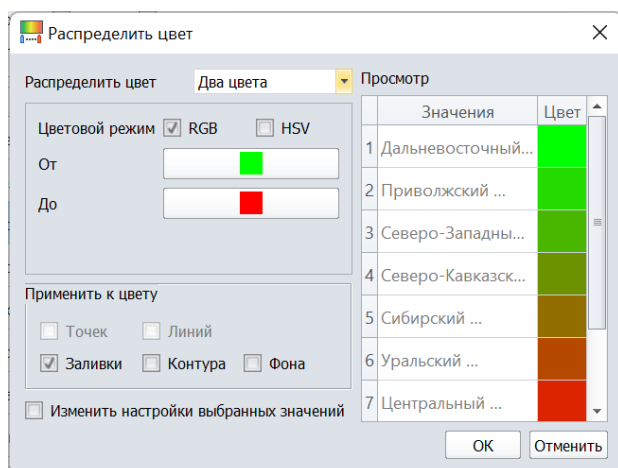 Распределить цвет
Распределить цвет Два цвета
Цветовой режим RGB HSV
От
До
Применить к цвету
Точек Линий
Заливки Контура Фона
Изменить настройки выбранных значений
Просмотр
Значения Цвет
1 Дальневосточный...
2 Приволжский ...
3 Северо-Западны...
4 Северо-Кавказск...
5 Сибирский ...
6 Уральский ...
7 Центральный ...
ОК Отменить